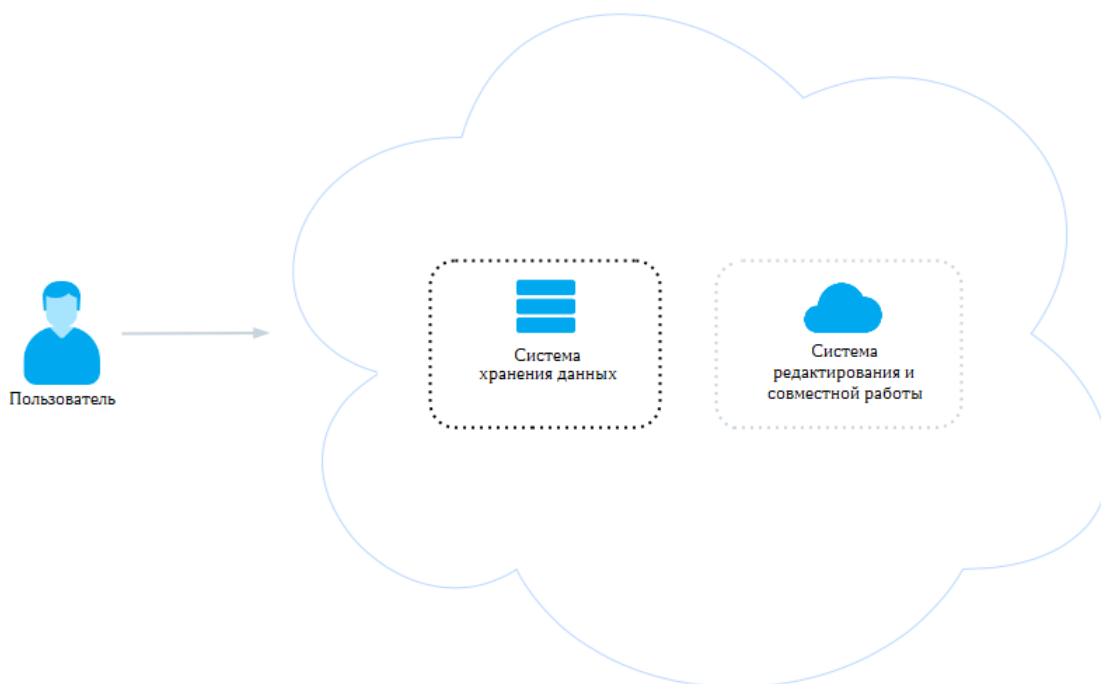 Пользователь
Система
хранения данных
Система
редактирования и
совместной работы